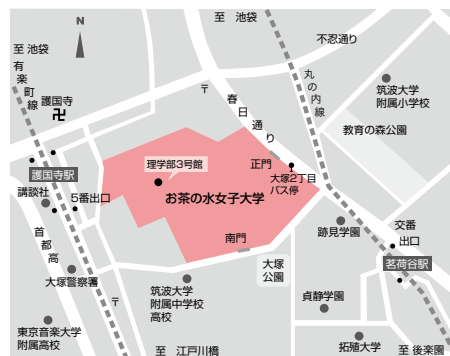 至 池袋
N
不忍通り
至 池袋
有楽町線
護国寺
卍
〒
春日通り
丸の内線
筑波大学
附属小学校
教育の森公園
理学部3号館
正門
大塚2丁目
バス停
護国寺駅
講談社
5番出口
お茶の水女子大学
首都高
南門
大塚
公園
跡見学園
交番
出口
茗荷谷駅
大塚警察署
〒
筑波大学
附属中学校
高校
貞静学園
東京音楽大学
附属高校
拓殖大学
至 江戸川橋
至 後楽園